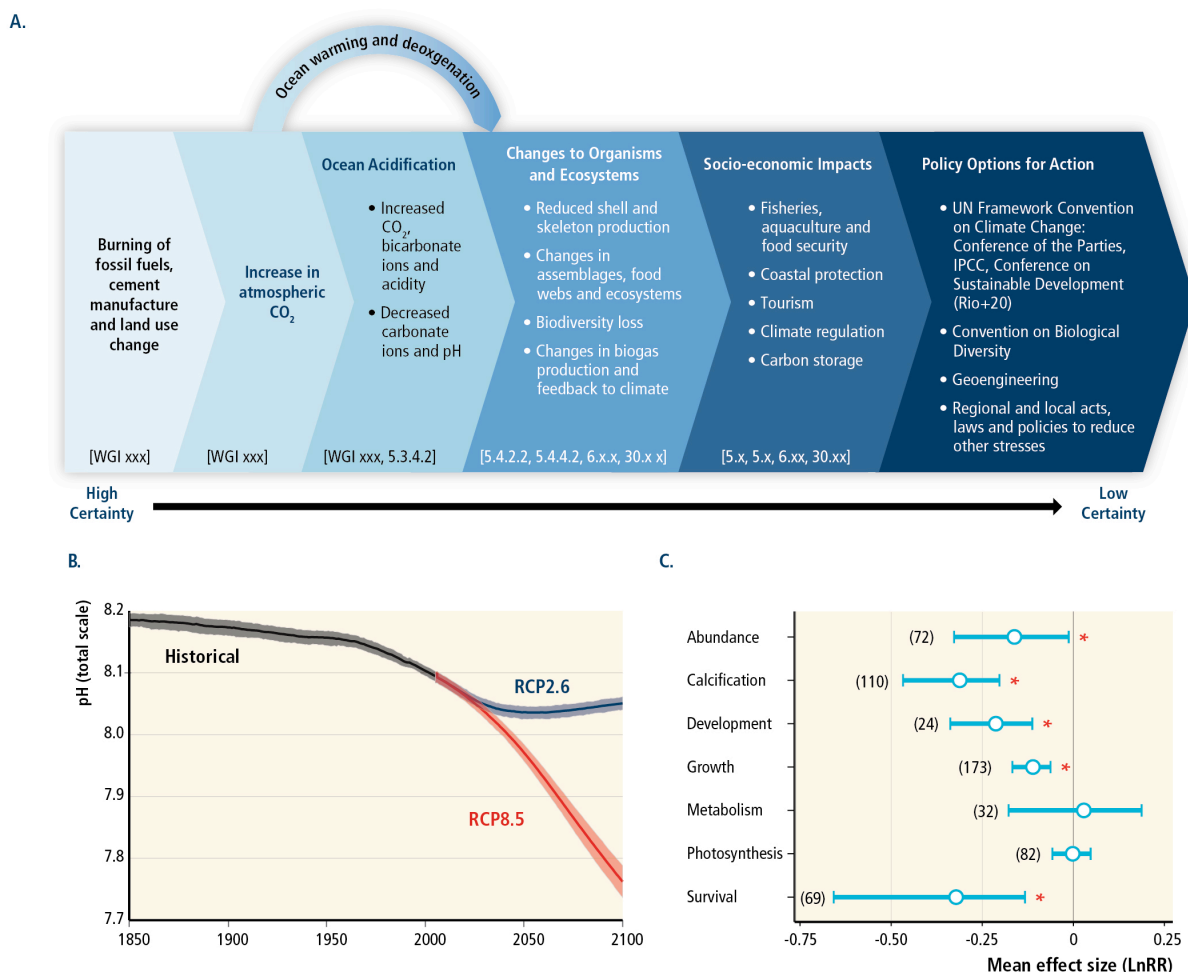 A.
Ocean warming and deoxgenation
Burning of
fossil fuels,
cement
manufacture
and land use
change
[WGI xxx]
Increase in
atmospheric
CO2
[WGI xxx]
Ocean Acidification
• Increased
CO2,
bicarbonate
ions and
acidity
• Decreased
carbonate
ions and pH
[WGI xxx, 5.3.4.2]
Changes to Organisms
and Ecosystems
• Reduced shell and
skeleton production
• Changes in
assemblages, food
webs and ecosystems
• Biodiversity loss
• Changes in biogas
production and
feedback to climate
[5.4.2.2, 5.4.4.2, 6.x.x, 30.x x]
Socio-economic Impacts
• Fisheries,
aquaculture and
food security
• Coastal protection
• Tourism
• Climate regulation
• Carbon storage
[5.x, 5.x, 6.xx, 30.xx]
Policy Options for Action
• UN Framework Convention
on Climate Change:
Conference of the Parties,
IPCC, Conference on
Sustainable Development
(Rio+20)
• Convention on Biological
Diversity
• Geoengineering
• Regional and local acts,
laws and policies to reduce
other stresses
High
Certainty
Low
Certainty
B.
pH (total scale)
8.2
8.1
8.0
7.9
7.8
7.7
Historical
RCP2.6
RCP8.5
1850
1900
1950
2000
2050
2100
C.
Abundance (72) *
Calcification (110) *
Development (24) *
Growth (173) *
Metabolism (32)
Photosynthesis (82)
Survival (69) *
-0.75
-0.50
-0.25
0
0.25
Mean effect size (LnRR)